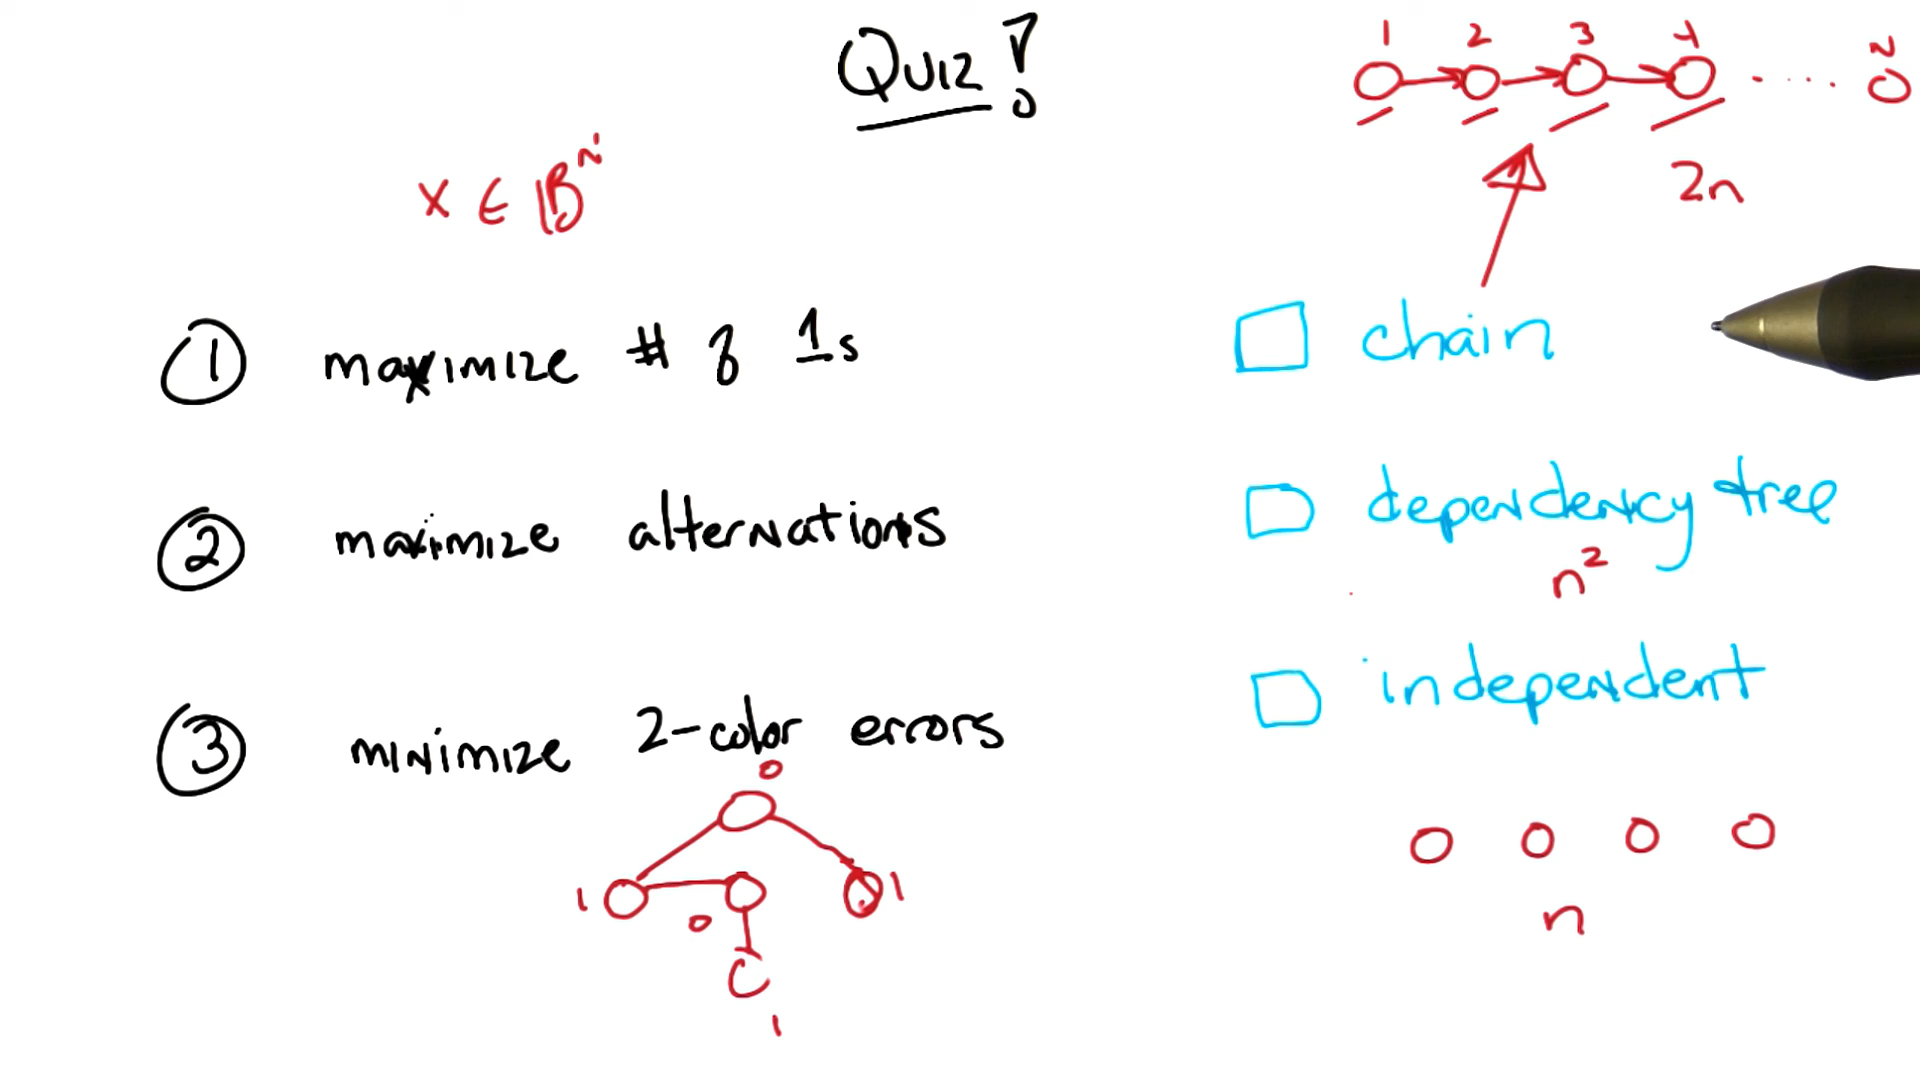 Quiz?
1 2 3 4 N
x ∈ B^N
2n
① maximize # of 1s
chain
② maximize alternations
dependency tree
n²
③ minimize 2-color errors
independent
0
1 0 1
1
n